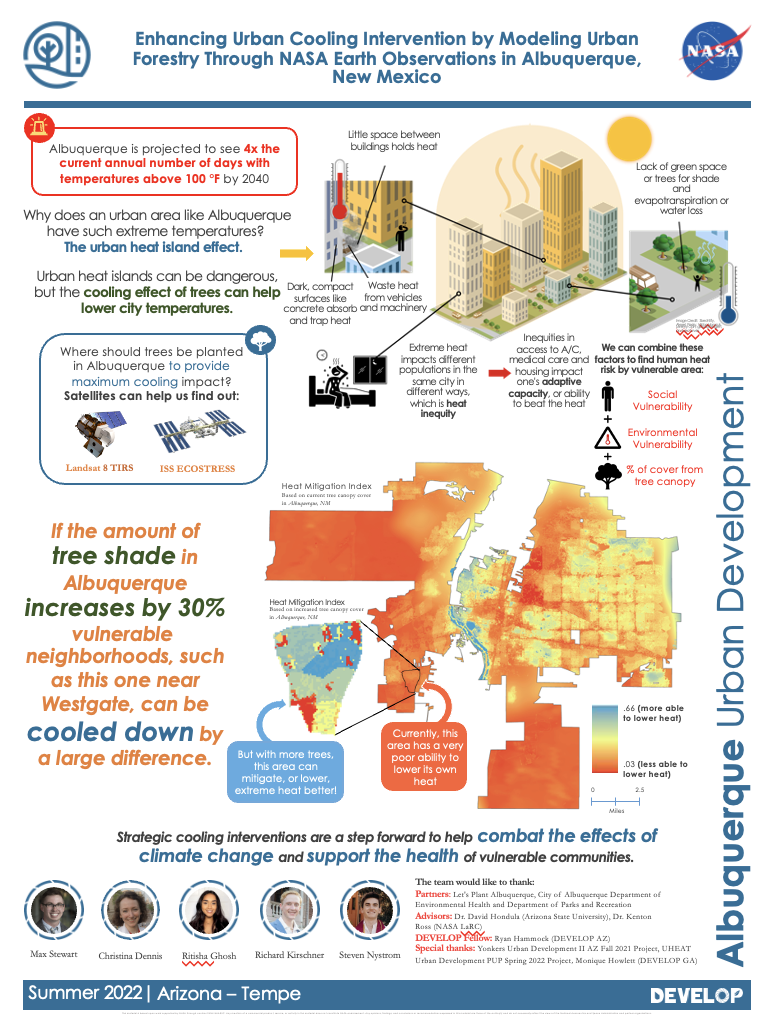 Enhancing Urban Cooling Intervention by Modeling Urban
Forestry Through NASA Earth Observations in Albuquerque,
New Mexico
NASA
Albuquerque is projected to see 4x the
current annual number of days with
temperatures above 100 °F by 2040
Why does an urban area like Albuquerque
have such extreme temperatures?
The urban heat island effect.
Urban heat islands can be dangerous,
but the cooling effect of trees can help
lower city temperatures.
Little space between
buildings holds heat
Dark, compact
surfaces like
concrete absorb
and trap heat
Waste heat
from vehicles
and machinery
Lack of green space
or trees for shade
and
evapotranspiration or
water loss
Where should trees be planted
in Albuquerque to provide
maximum cooling impact?
Satellites can help us find out:
Landsat 8 TIRS
ISS ECOSTRESS
Extreme heat
impacts different
populations in the
same city in
different ways,
which is heat
inequity
Inequities in
access to A/C,
medical care and
housing impact
one's adaptive
capacity, or ability
to beat the heat
We can combine these
factors to find human heat
risk by vulnerable area:
Social
Vulnerability
+
Environmental
Vulnerability
+
% of cover from
tree canopy
If the amount of
tree shade in
Albuquerque
increases by 30%
vulnerable
neighborhoods, such
as this one near
Westgate, can be
cooled down by
a large difference.
Heat Mitigation Index
Based on current tree canopy cover
in Albuquerque, NM
Heat Mitigation Index
Based on increased tree canopy cover
in Albuquerque, NM
But with more trees,
this area can
mitigate, or lower,
extreme heat better!
Currently, this
area has a very
poor ability to
lower its own
heat
.66 (more able
to lower heat)
.03 (less able to
lower heat)
0 2.5
Miles
Albuquerque Urban Development
Strategic cooling interventions are a step forward to help combat the effects of
climate change and support the health of vulnerable communities.
Max Stewart
Christina Dennis
Ritisha Ghosh
Richard Kirschner
Steven Nystrom
The team would like to thank:
Partners: Let's Plant Albuquerque, City of Albuquerque Department of
Environmental Health and Department of Parks and Recreation
Advisors: Dr. David Hondula (Arizona State University), Dr. Kenton
Ross (NASA LaRC)
DEVELOP Fellow: Ryan Hammock (DEVELOP AZ)
Special thanks: Yonkers Urban Development II AZ Fall 2021 Project, UHEAT
Urban Development PUP Spring 2022 Project, Monique Howlett (DEVELOP GA)
Summer 2022 | Arizona – Tempe
DEVELOP